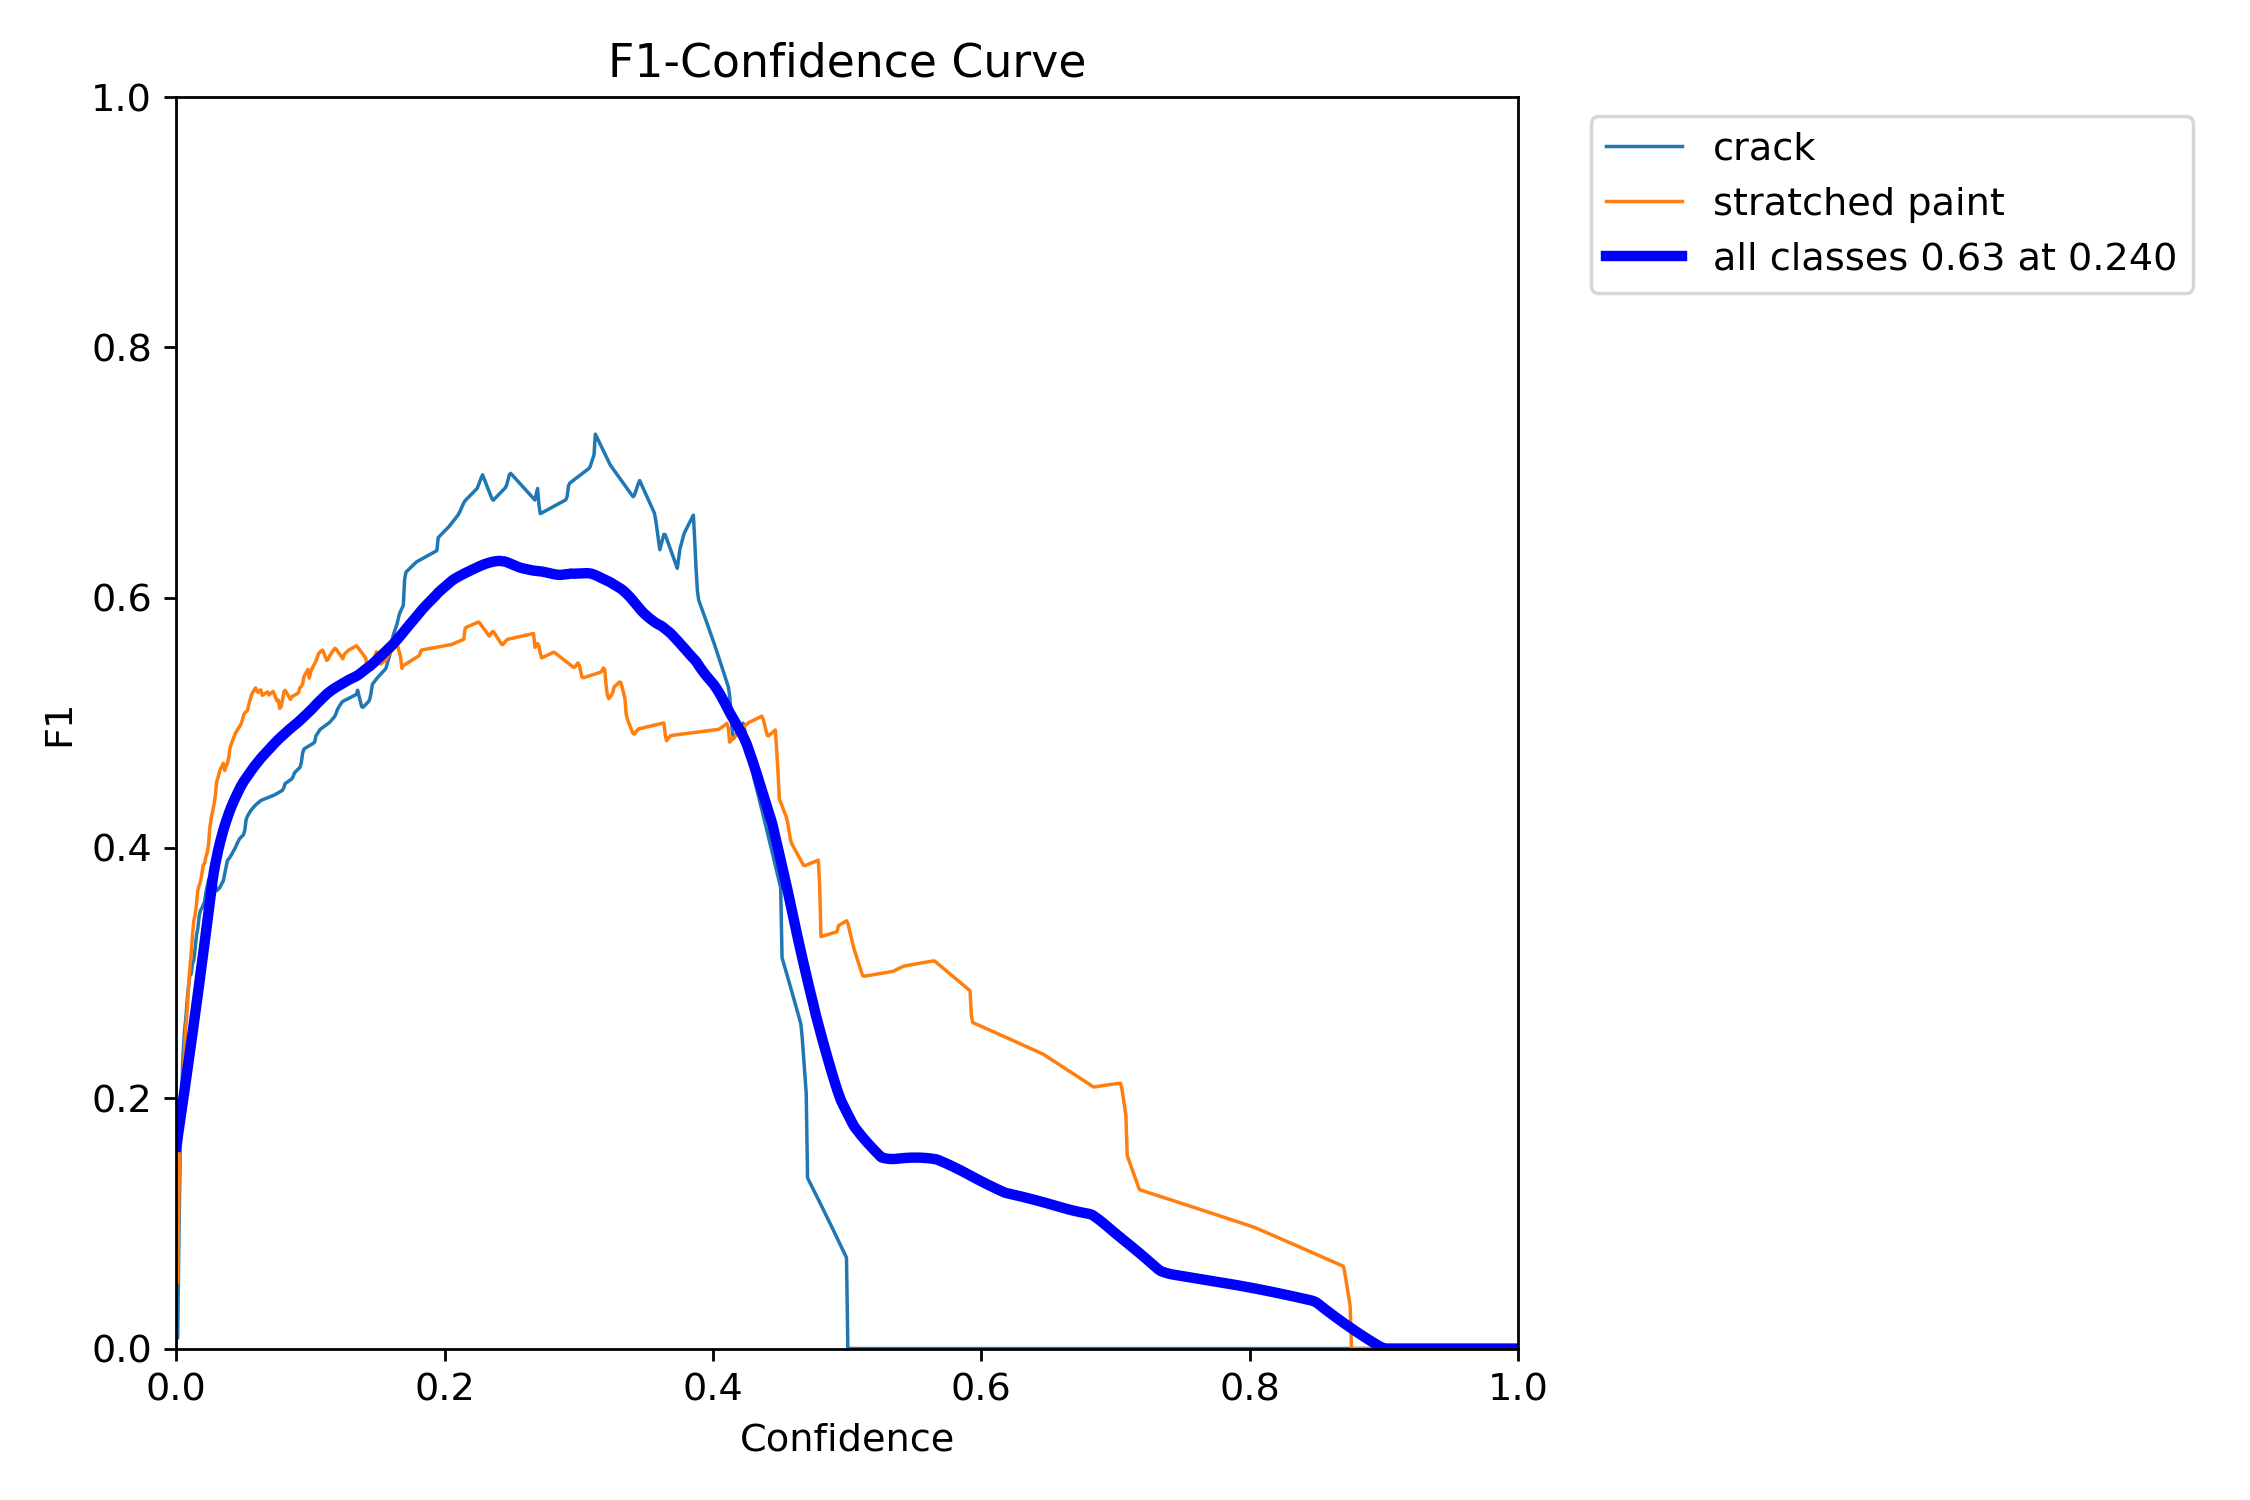 F1-Confidence Curve
1.0
0.8
0.6
0.4
0.2
0.0
F1
0.0 0.2 0.4 0.6 0.8 1.0
Confidence
crack
stratched paint
all classes 0.63 at 0.240